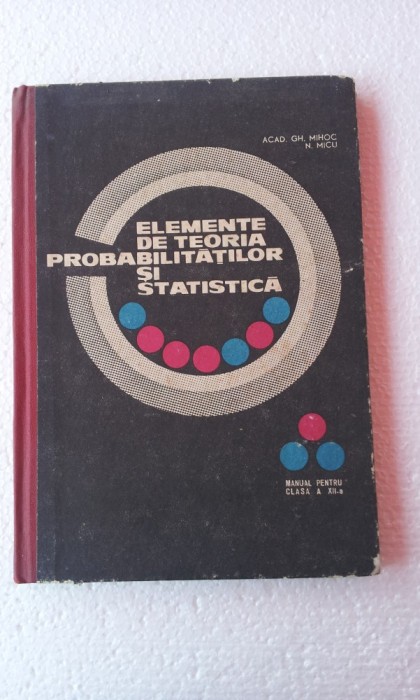 ACAD. GH. MIHOC
N. MICU
ELEMENTE
DE TEORIA
PROBABILITĂȚILOR
ȘI
STATISTICĂ
MANUAL PENTRU
CLASA A XII-a